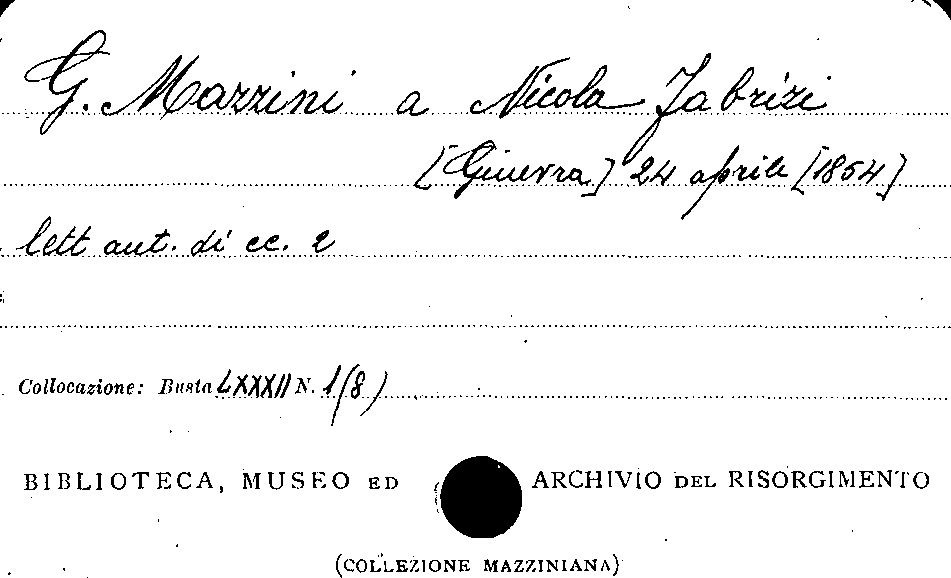 G. Mazzini a Nicola Fabrizi
[Ginevra] 24 aprile [1854]
lett aut. di cc. 2
Collocazione: Busta LXXXII N. 1(8)
BIBLIOTECA, MUSEO ED ARCHIVIO DEL RISORGIMENTO
(COLLEZIONE MAZZINIANA)